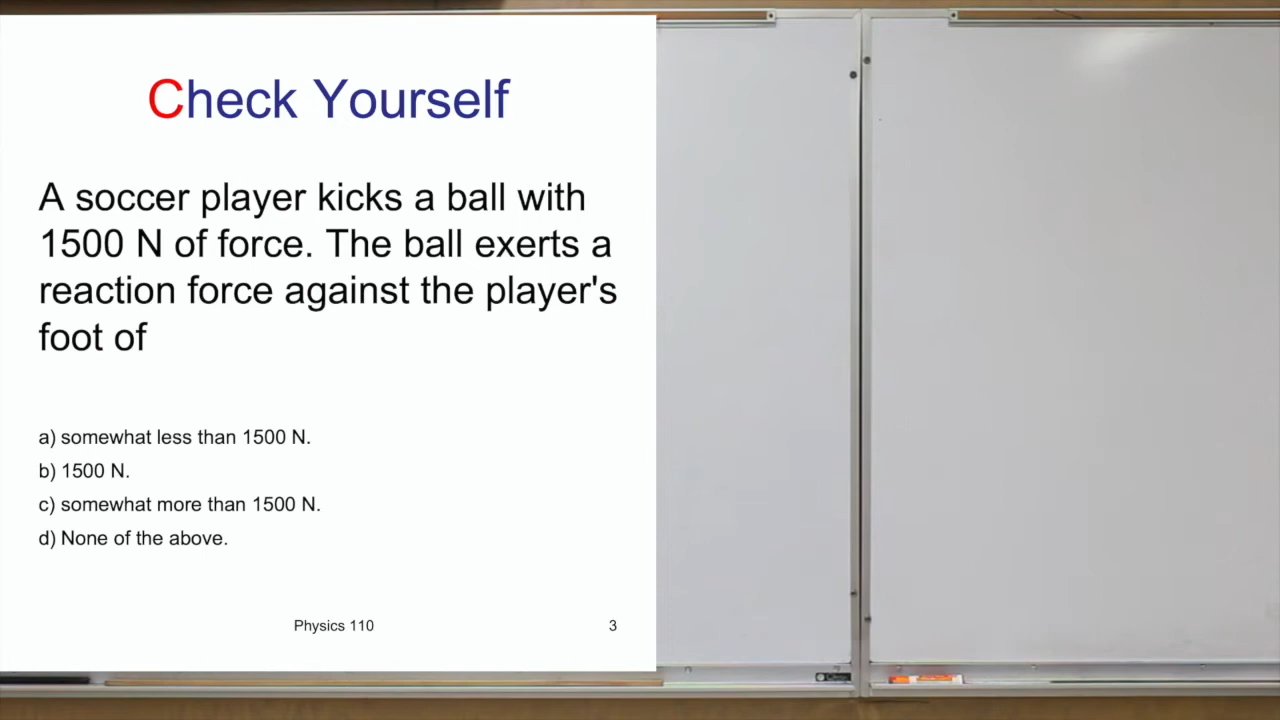 Check Yourself
A soccer player kicks a ball with
1500 N of force. The ball exerts a
reaction force against the player's
foot of
a) somewhat less than 1500 N.
b) 1500 N.
c) somewhat more than 1500 N.
d) None of the above.
Physics 110
3